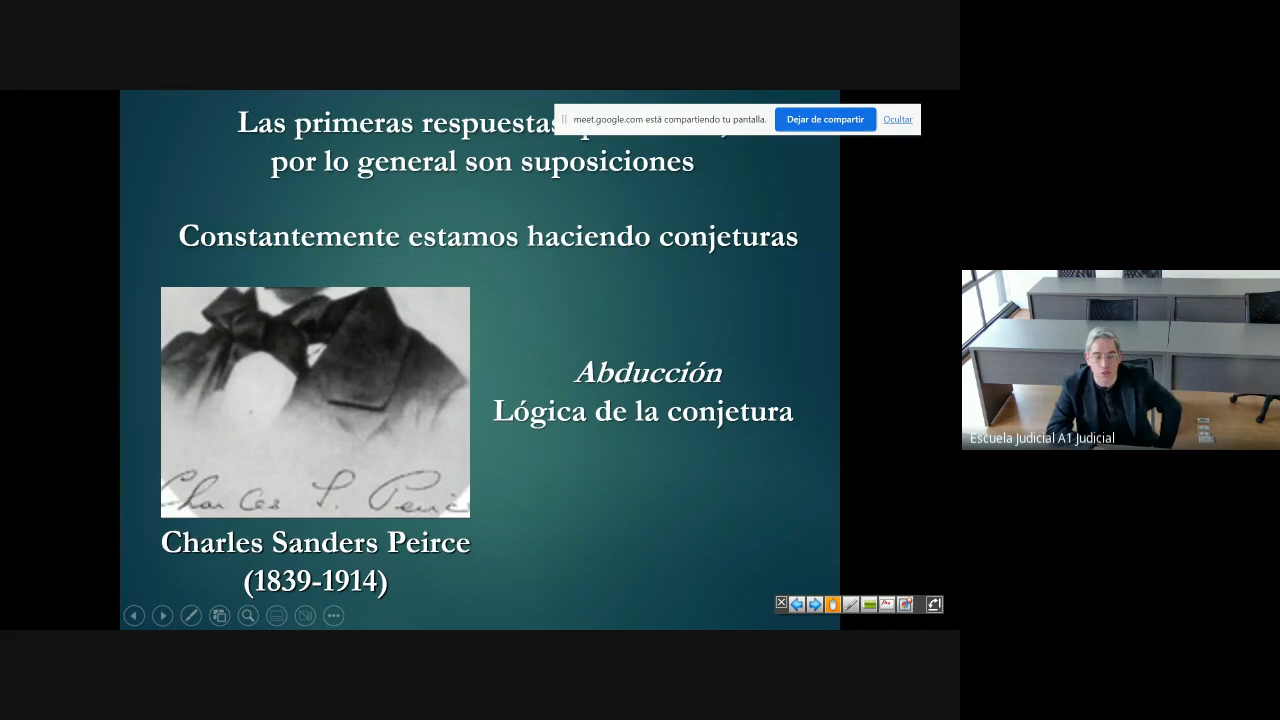 Las primeras respuestas
por lo general son suposiciones
meet.google.com está compartiendo tu pantalla.
Dejar de compartir
Ocultar
Constantemente estamos haciendo conjeturas
Abducción
Lógica de la conjetura
Charles Sanders Peirce
(1839-1914)
Escuela Judicial A1 Judicial